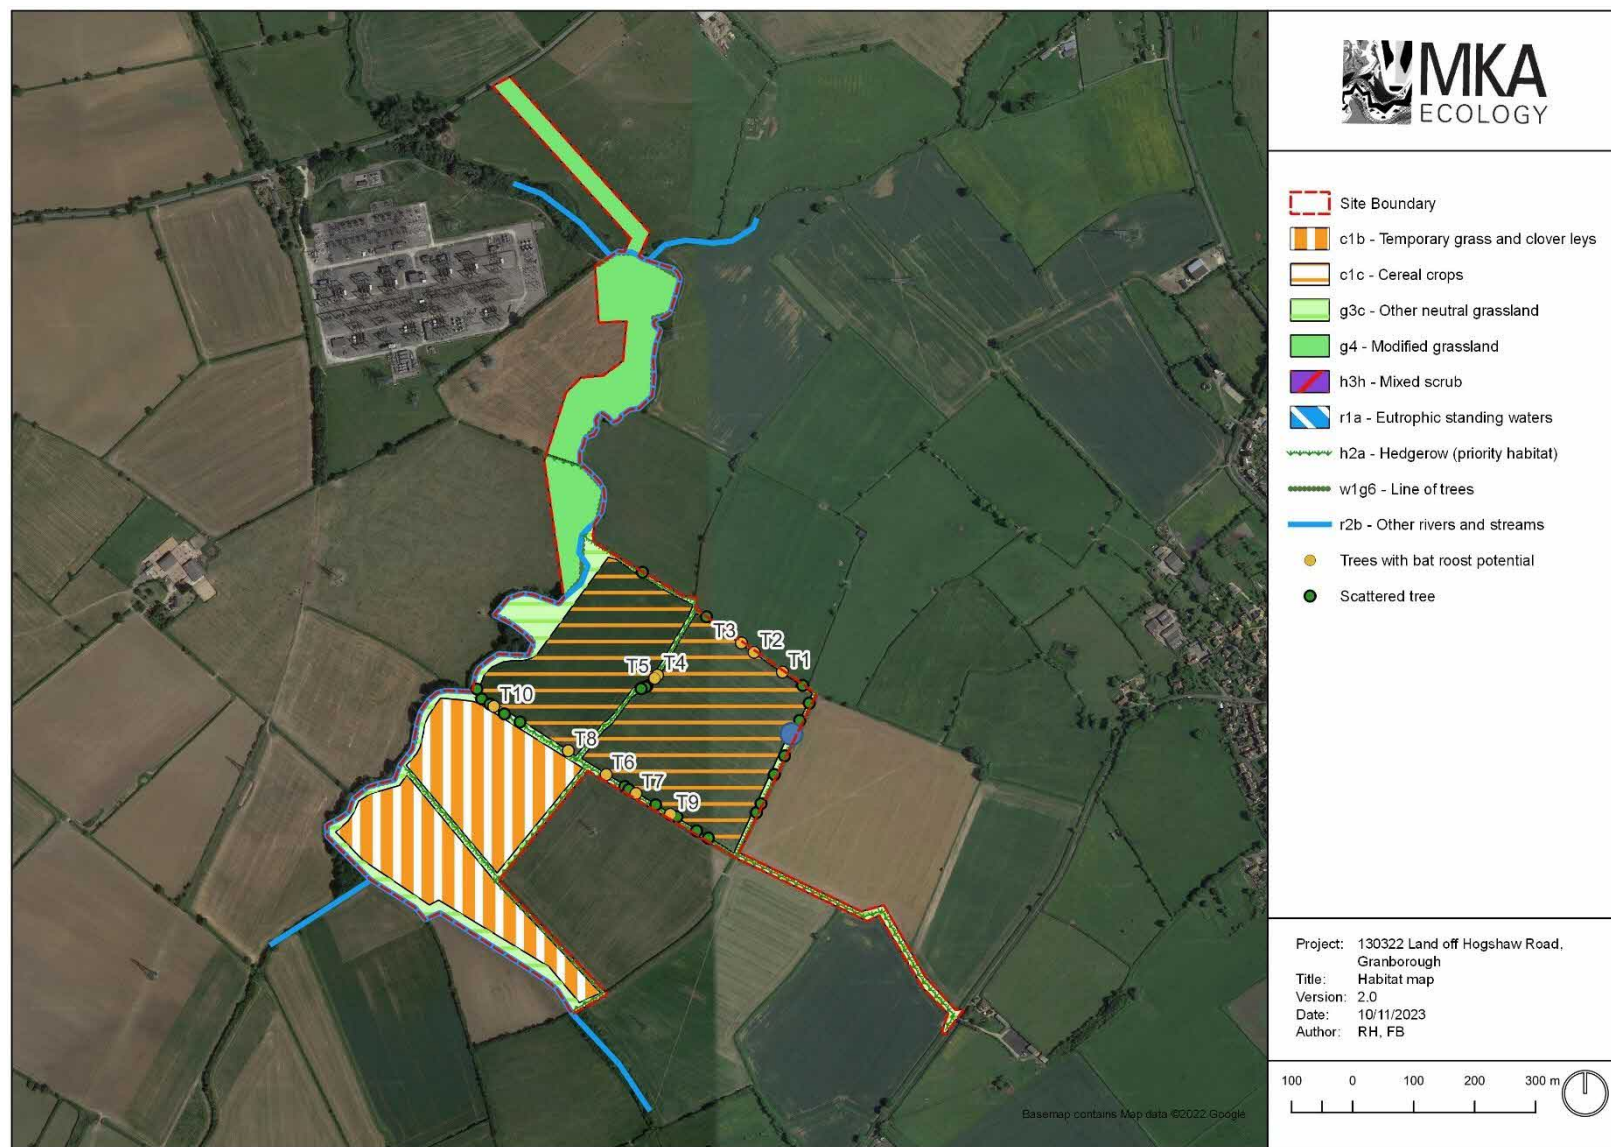 MKA
ECOLOGY
Site Boundary
c1b - Temporary grass and clover leys
c1c - Cereal crops
g3c - Other neutral grassland
g4 - Modified grassland
h3h - Mixed scrub
r1a - Eutrophic standing waters
h2a - Hedgerow (priority habitat)
w1g6 - Line of trees
r2b - Other rivers and streams
Trees with bat roost potential
Scattered tree
T3
T2
T1
T5
T4
T10
T8
T6
T7
T9
Project: 130322 Land off Hogshaw Road,
Granborough
Title: Habitat map
Version: 2.0
Date: 10/11/2023
Author: RH, FB
100 0 100 200 300 m
Basemap contains Map data ©2022 Google